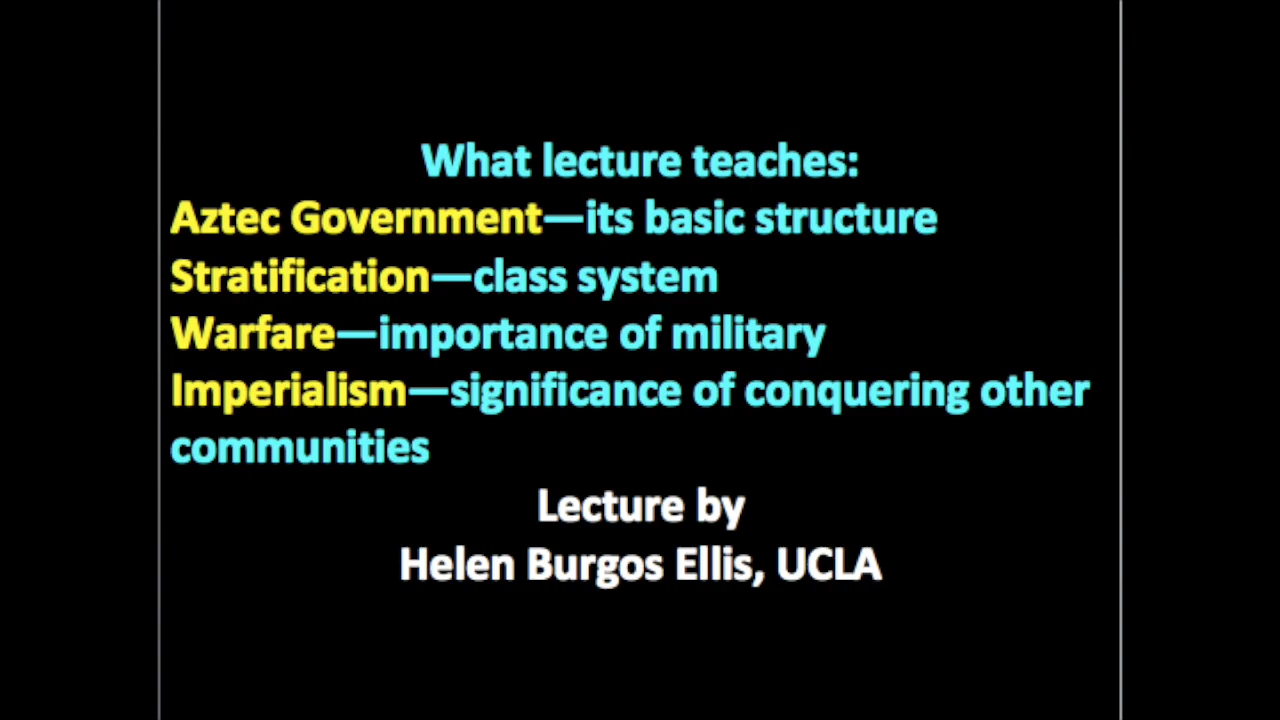 What lecture teaches:
Aztec Government—its basic structure
Stratification—class system
Warfare—importance of military
Imperialism—significance of conquering other
communities
Lecture by
Helen Burgos Ellis, UCLA